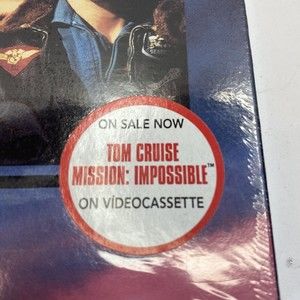 ON SALE NOW
TOM CRUISE
MISSION: IMPOSSIBLE™
ON VIDEOCASSETTE